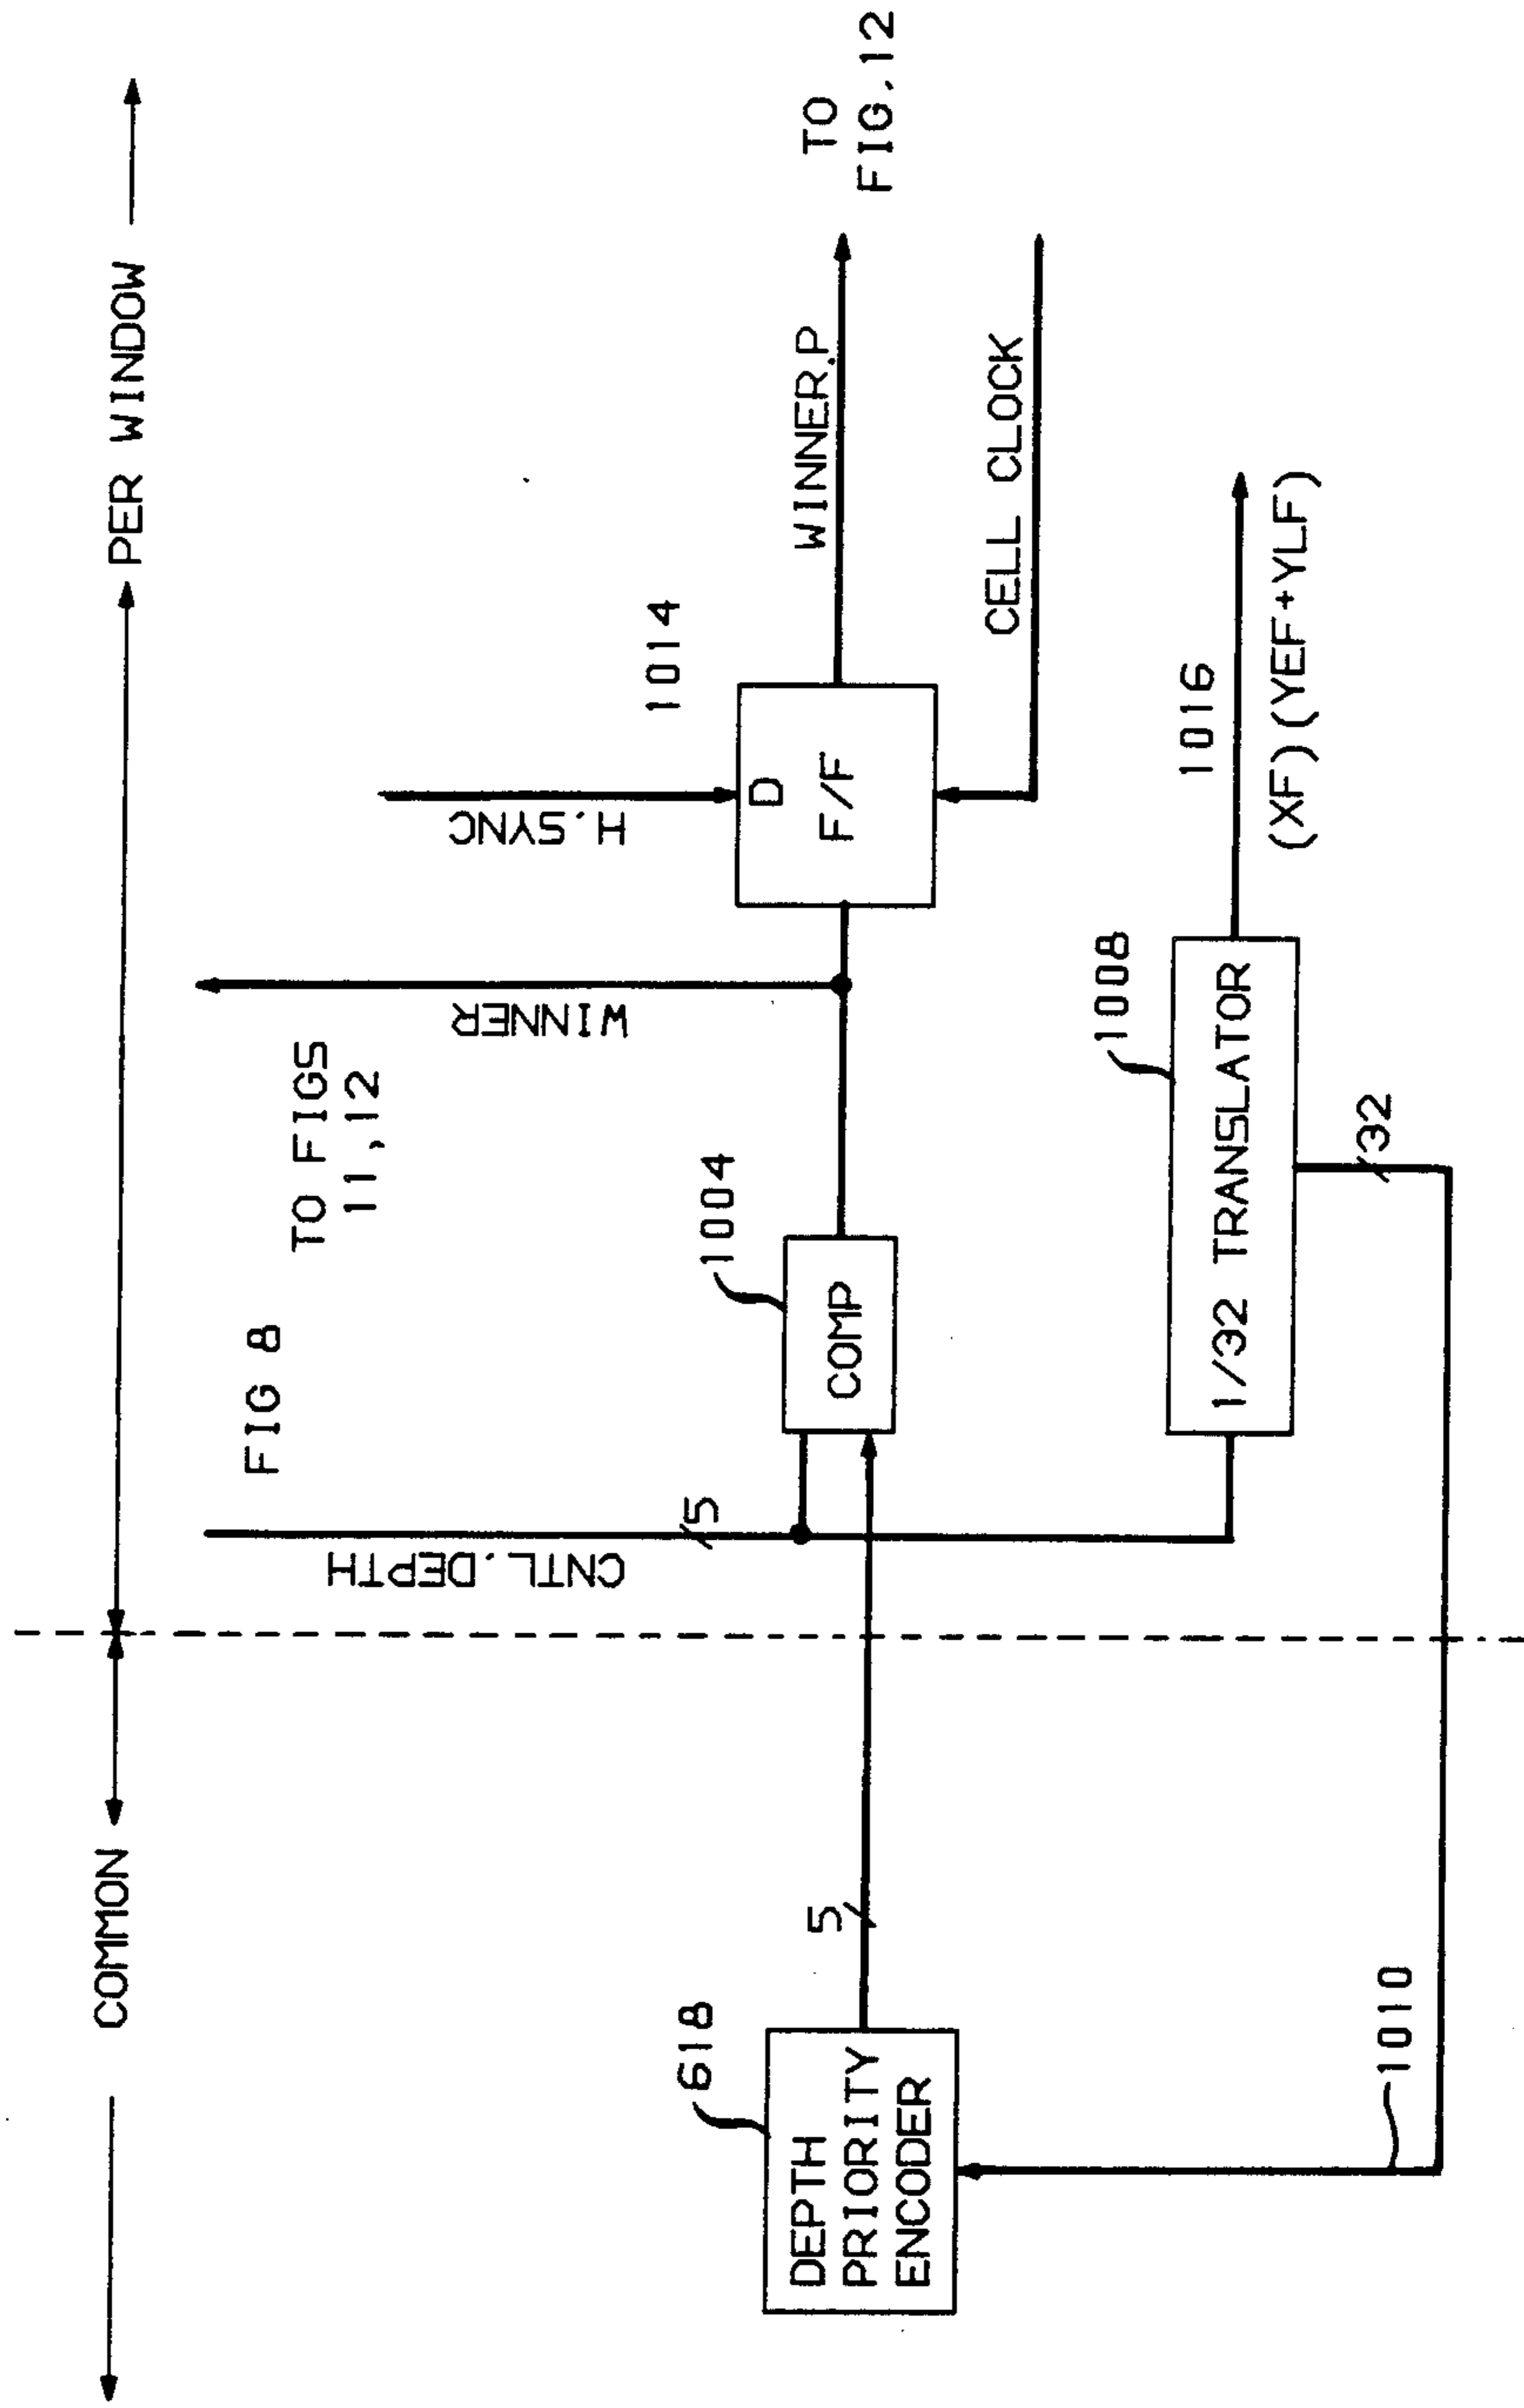 COMMON
PER WINDOW
FIG 8
TO FIGS
11,12
CNTL.DEPTH
5
WINNER
H.SYNC
1014
618
DEPTH
PRIORITY
ENCODER
5
1004
COMP
D
F/F
WINNER.P
TO
FIG.12
CELL CLOCK
1008
1/32 TRANSLATOR
1016
(XF)(YEF+YLF)
32
1010